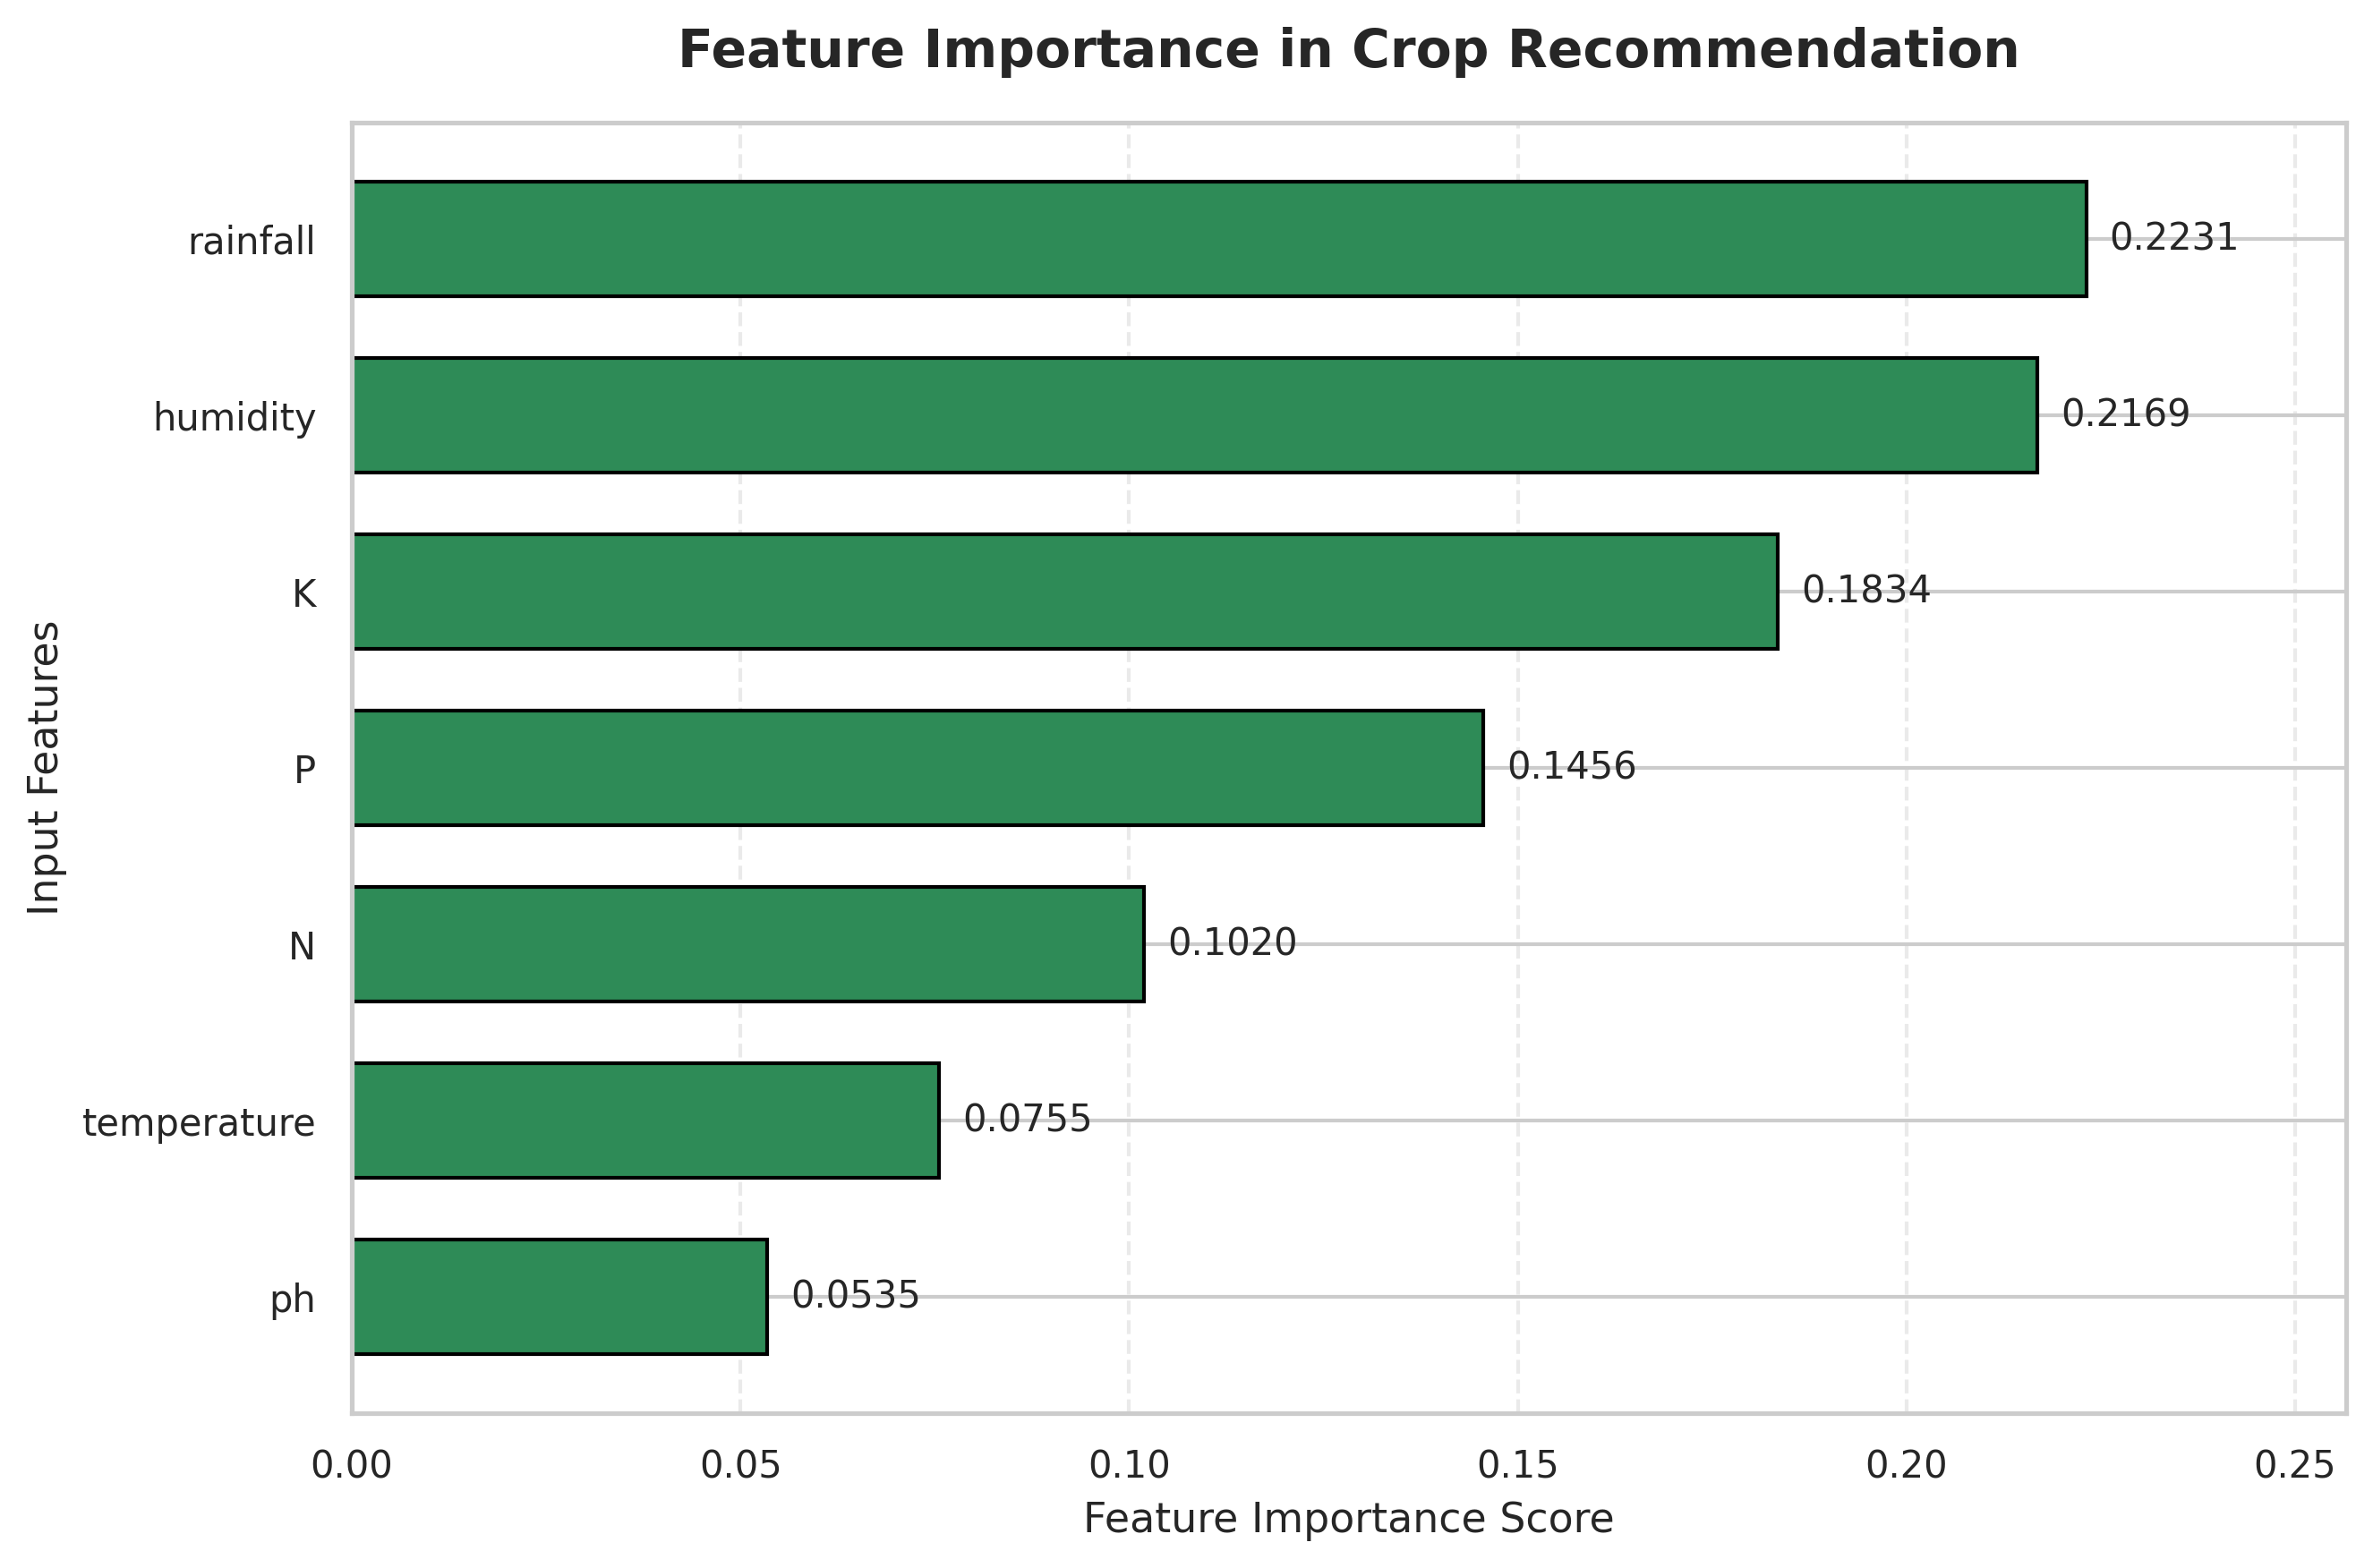 Feature Importance in Crop Recommendation
rainfall
0.2231
humidity
0.2169
K
0.1834
P
0.1456
N
0.1020
temperature
0.0755
ph
0.0535
Input Features
0.00 0.05 0.10 0.15 0.20 0.25
Feature Importance Score